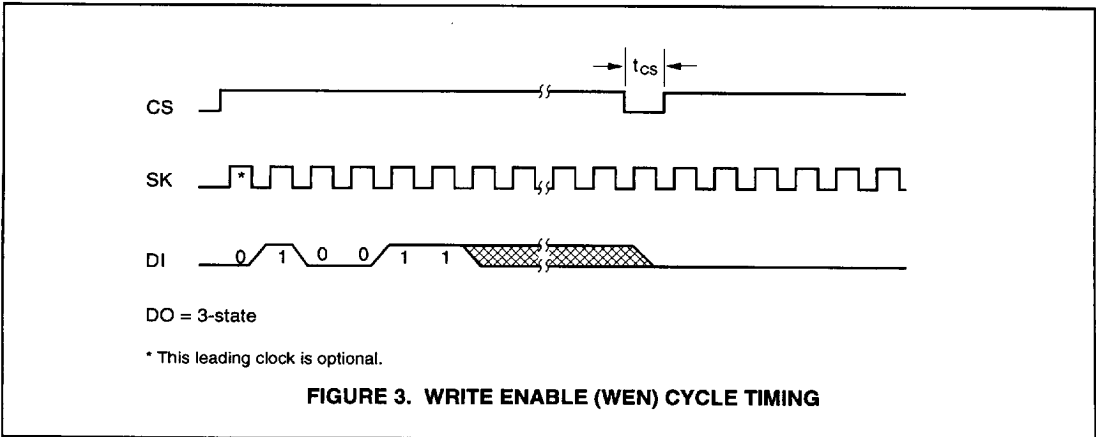 tCS
CS
SK *
DI 0 1 0 0 1 1
DO = 3-state
* This leading clock is optional.
FIGURE 3. WRITE ENABLE (WEN) CYCLE TIMING